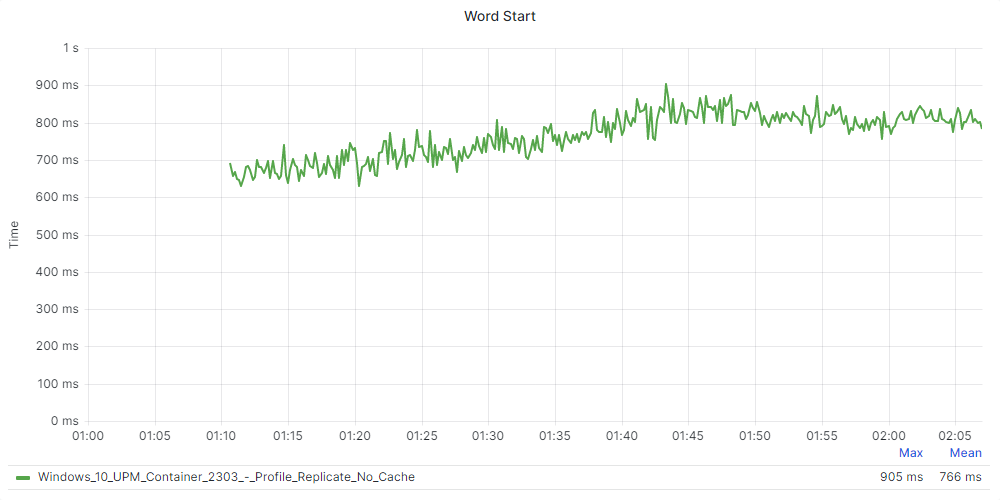 Word Start
1 s
900 ms
800 ms
700 ms
600 ms
500 ms
400 ms
300 ms
200 ms
100 ms
0 ms
Time
01:00 01:05 01:10 01:15 01:20 01:25 01:30 01:35 01:40 01:45 01:50 01:55 02:00 02:05
Max Mean
Windows_10_UPM_Container_2303_-_Profile_Replicate_No_Cache 905 ms 766 ms